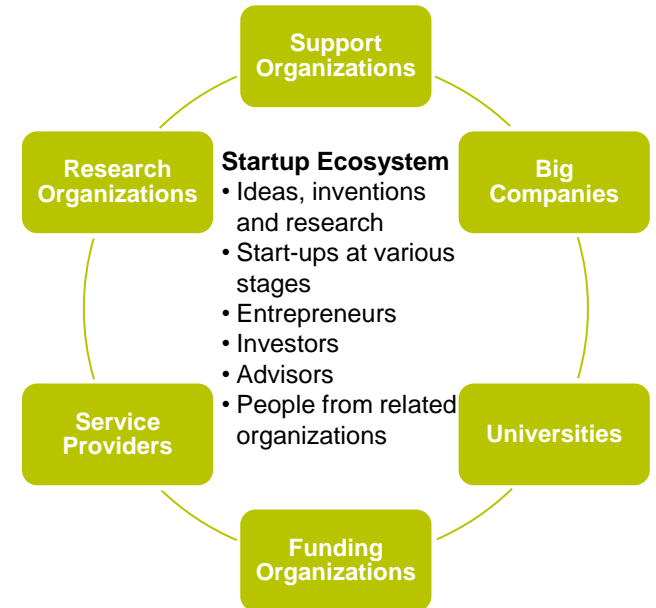 Support
Organizations
Research
Organizations
Startup Ecosystem
• Ideas, inventions
and research
• Start-ups at various
stages
• Entrepreneurs
• Investors
• Advisors
• People from related
organizations
Big
Companies
Service
Providers
Universities
Funding
Organizations